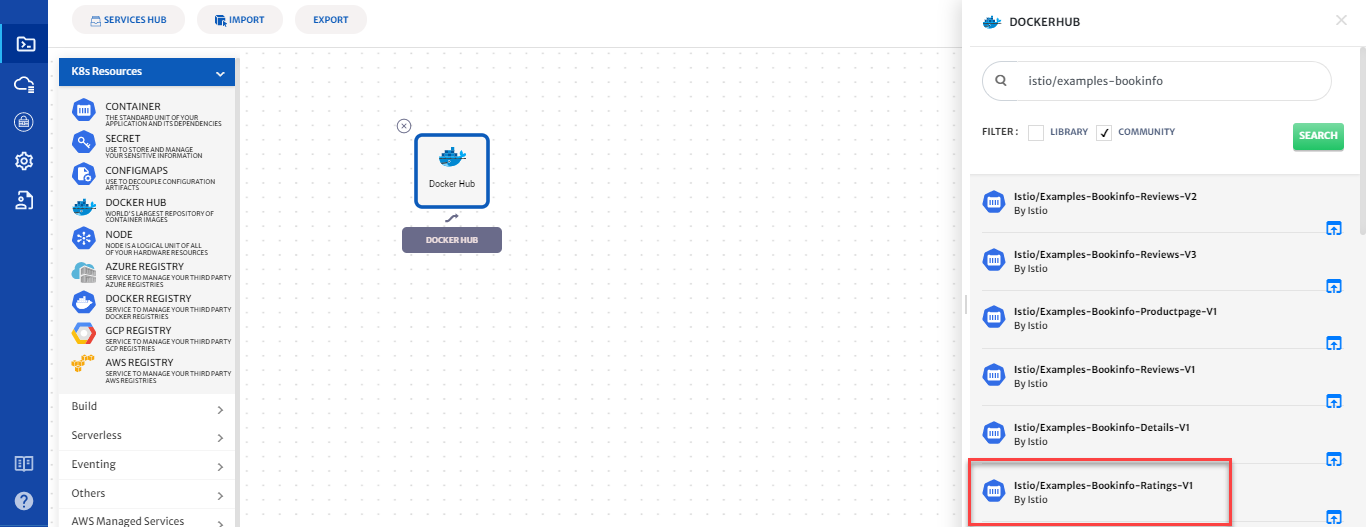 SERVICES HUB
IMPORT
EXPORT
K8s Resources
CONTAINER
THE STANDARD UNIT OF YOUR
APPLICATION AND ITS DEPENDENCIES
SECRET
USE TO STORE AND MANAGE
YOUR SENSITIVE INFORMATION
CONFIGMAPS
USE TO DECOUPLE CONFIGURATION
ARTIFACTS
DOCKER HUB
WORLD'S LARGEST REPOSITORY OF
CONTAINER IMAGES
NODE
NODE IS A LOGICAL UNIT OF ALL
OF YOUR HARDWARE RESOURCES
AZURE REGISTRY
SERVICE TO MANAGE YOUR THIRD PARTY
AZURE REGISTRIES
DOCKER REGISTRY
SERVICE TO MANAGE YOUR THIRD PARTY
DOCKER REGISTRIES
GCP REGISTRY
SERVICE TO MANAGE YOUR THIRD PARTY
GCP REGISTRIES
AWS REGISTRY
SERVICE TO MANAGE YOUR THIRD PARTY
AWS REGISTRIES
Build
Serverless
Eventing
Others
AWS Managed Services
Docker Hub
DOCKER HUB
DOCKERHUB
istio/examples-bookinfo
FILTER : LIBRARY COMMUNITY
SEARCH
Istio/Examples-Bookinfo-Reviews-V2
By Istio
Istio/Examples-Bookinfo-Reviews-V3
By Istio
Istio/Examples-Bookinfo-Productpage-V1
By Istio
Istio/Examples-Bookinfo-Reviews-V1
By Istio
Istio/Examples-Bookinfo-Details-V1
By Istio
Istio/Examples-Bookinfo-Ratings-V1
By Istio